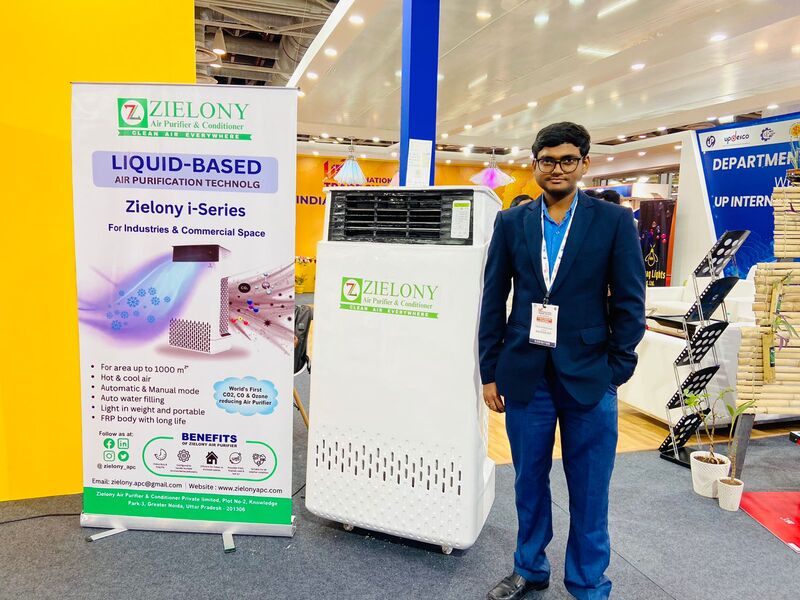 ZIELONY
Air Purifier & Conditioner
CLEAN AIR EVERYWHERE
LIQUID-BASED
AIR PURIFICATION TECHNOLG
Zielony i-Series
For Industries & Commercial Space
• For area up to 1000 m²
• Hot & cool air
• Automatic & Manual mode
• Auto water filling
• Light in weight and portable
• FRP body with long life
World's First
CO2, CO & Ozone
reducing Air Purifier
Follow us at:
@ zielony_apc
BENEFITS
OF ZIELONY AIR PURIFIER
Email: zielony.apc@gmail.com | Website : www.zielonyapc.com
Zielony Air Purifier & Conditioner Private limited, Plot No-2, Knowledge
Park-3, Greater Noida, Uttar Pradesh - 201306
ZIELONY
Air Purifier & Conditioner
CLEAN AIR EVERYWHERE
INDIA
updesco
DEPARTMEN
UP INTERN
ng Lights